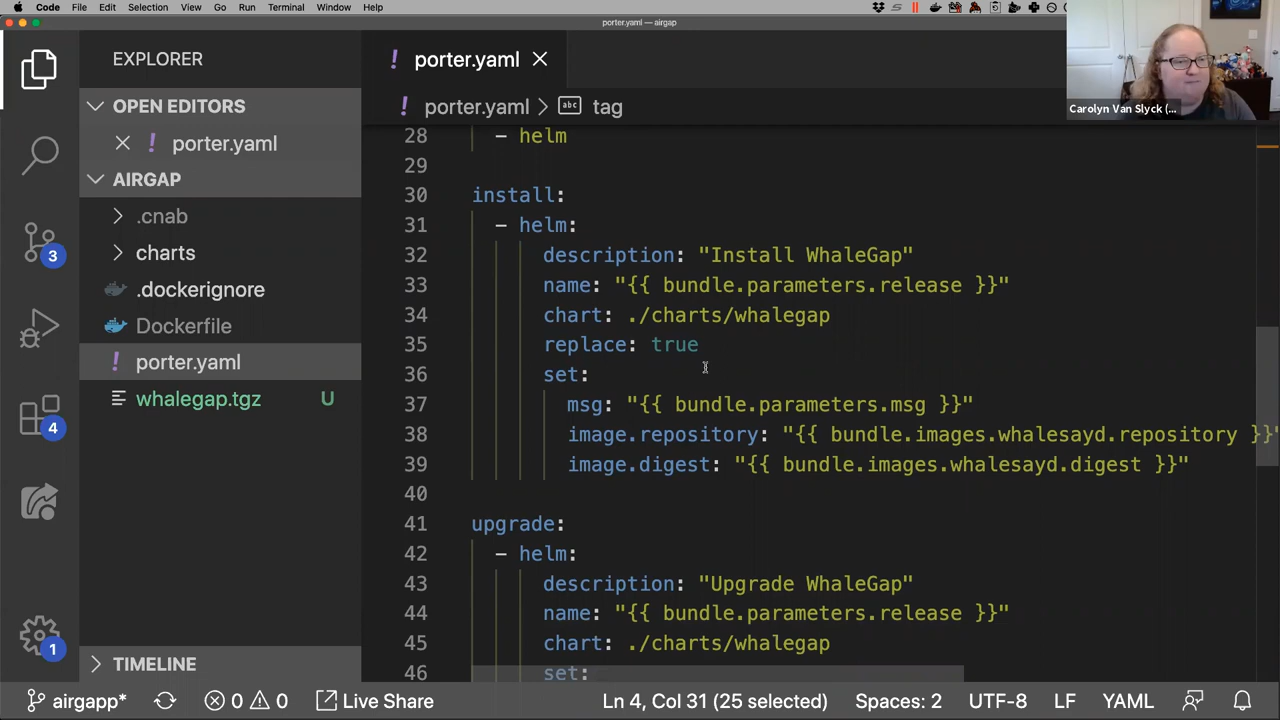 Code File Edit Selection View Go Run Terminal Window Help
porter.yaml — airgap
EXPLORER
OPEN EDITORS
porter.yaml
AIRGAP
.cnab
charts
.dockerignore
Dockerfile
porter.yaml
whalegap.tgz U
TIMELINE
3
4
1
porter.yaml
porter.yaml > abc tag
28 - helm
29
30 install:
31 - helm:
32 description: "Install WhaleGap"
33 name: "{{ bundle.parameters.release }}"
34 chart: ./charts/whalegap
35 replace: true
36 set:
37 msg: "{{ bundle.parameters.msg }}"
38 image.repository: "{{ bundle.images.whalesayd.repository }}"
39 image.digest: "{{ bundle.images.whalesayd.digest }}"
40
41 upgrade:
42 - helm:
43 description: "Upgrade WhaleGap"
44 name: "{{ bundle.parameters.release }}"
45 chart: ./charts/whalegap
46 set:
Carolyn Van Slyck (...
airgapp* 0 0 Live Share Ln 4, Col 31 (25 selected) Spaces: 2 UTF-8 LF YAML